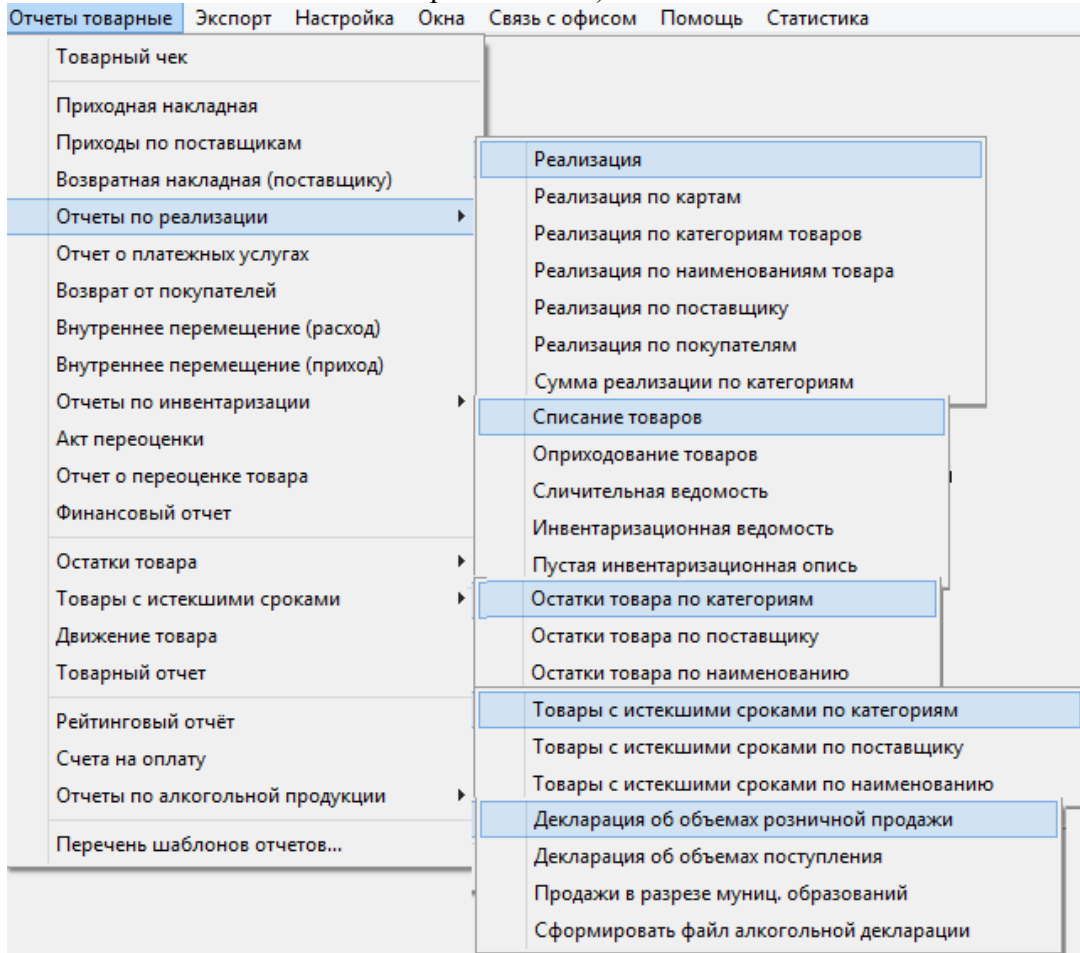 Отчеты товарные Экспорт Настройка Окна Связь с офисом Помощь Статистика
Товарный чек
Приходная накладная
Приходы по поставщикам
Возвратная накладная (поставщику)
Отчеты по реализации
Отчет о платежных услугах
Возврат от покупателей
Внутреннее перемещение (расход)
Внутреннее перемещение (приход)
Отчеты по инвентаризации
Акт переоценки
Отчет о переоценке товара
Финансовый отчет
Остатки товара
Товары с истекшими сроками
Движение товара
Товарный отчет
Рейтинговый отчёт
Счета на оплату
Отчеты по алкогольной продукции
Перечень шаблонов отчетов...
Реализация
Реализация по картам
Реализация по категориям товаров
Реализация по наименованиям товара
Реализация по поставщику
Реализация по покупателям
Сумма реализации по категориям
Списание товаров
Оприходование товаров
Сличительная ведомость
Инвентаризационная ведомость
Пустая инвентаризационная опись
Остатки товара по категориям
Остатки товара по поставщику
Остатки товара по наименованию
Товары с истекшими сроками по категориям
Товары с истекшими сроками по поставщику
Товары с истекшими сроками по наименованию
Декларация об объемах розничной продажи
Декларация об объемах поступления
Продажи в разрезе муниц. образований
Сформировать файл алкогольной декларации